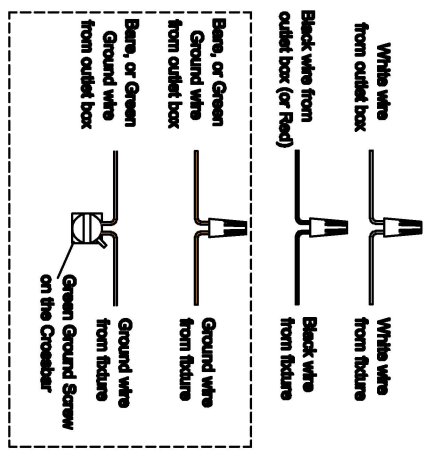 White wire
from outlet box
White wire
from fixture
Black wire from
outlet box (or Red)
Black wire
from fixture
Bare, or Green
Ground wire
from outlet box
Ground wire
from fixture
Bare, or Green
Ground wire
from outlet box
Ground wire
from fixture
Green Ground Screw
on the Crossbar